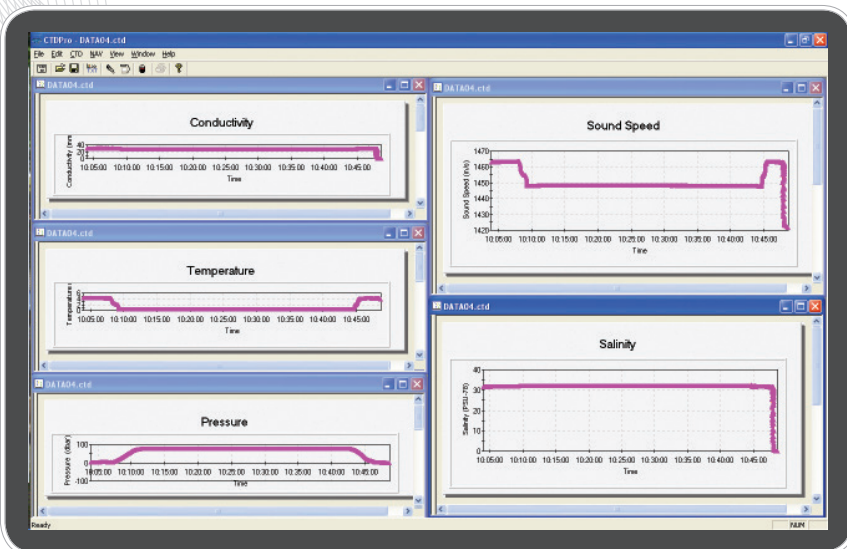 CTDPro - DATA04.ctd
File Edit CTD NAV View Window Help
DATA04.ctd
Conductivity
Conductivity (mm
40
20
0
10:05:00 10:10:00 10:15:00 10:20:00 10:25:00 10:30:00 10:35:00 10:40:00 10:45:00
Time
DATA04.ctd
Temperature
Temperature
6
4
2
0
10:05:00 10:10:00 10:15:00 10:20:00 10:25:00 10:30:00 10:35:00 10:40:00 10:45:00
Time
DATA04.ctd
Pressure
Pressure (dbar)
100
0
-100
10:05:00 10:10:00 10:15:00 10:20:00 10:25:00 10:30:00 10:35:00 10:40:00 10:45:00
Time
DATA04.ctd
Sound Speed
Sound Speed (m/s)
1470
1460
1450
1440
1430
1420
10:05:00 10:10:00 10:15:00 10:20:00 10:25:00 10:30:00 10:35:00 10:40:00 10:45:00
Time
DATA04.ctd
Salinity
Salinity (PSU-78)
40
30
20
10
0
10:05:00 10:10:00 10:15:00 10:20:00 10:25:00 10:30:00 10:35:00 10:40:00 10:45:00
Time
Ready
NUM